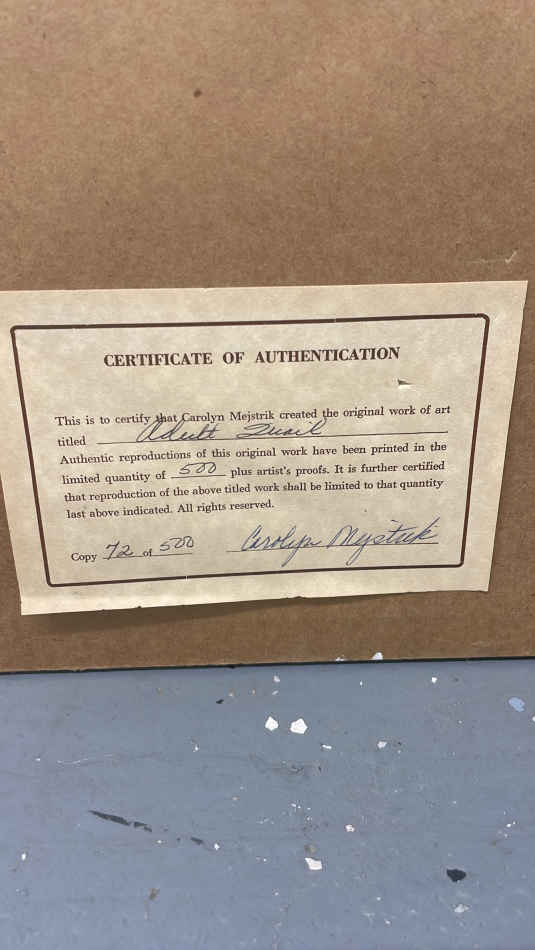 CERTIFICATE OF AUTHENTICATION
This is to certify that Carolyn Mejstrik created the original work of art
titled Adult Quail
Authentic reproductions of this original work have been printed in the
limited quantity of 500 plus artist's proofs. It is further certified
that reproduction of the above titled work shall be limited to that quantity
last above indicated. All rights reserved.
Copy 72 of 500 Carolyn Mejstrik